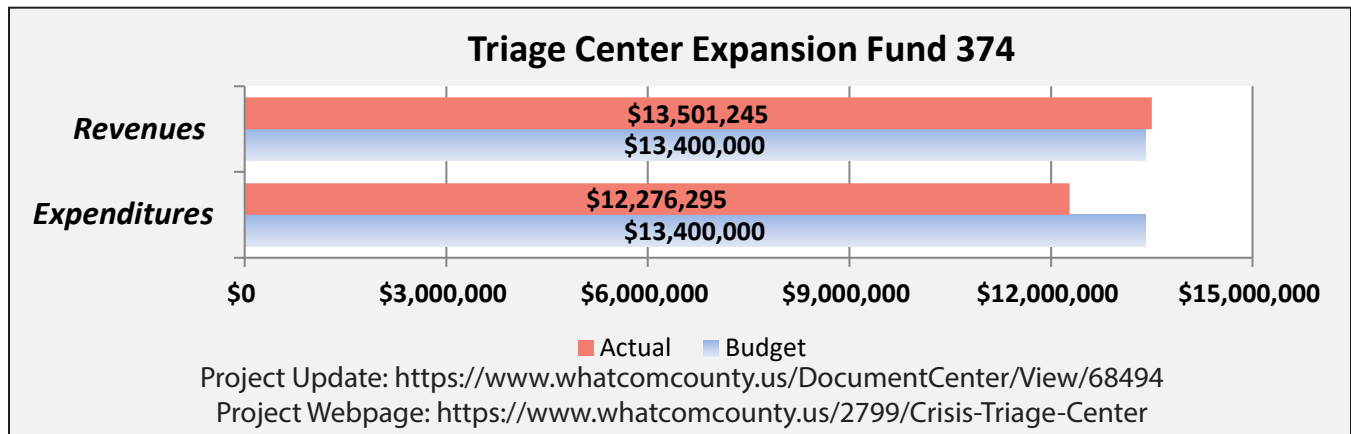 Triage Center Expansion Fund 374
Revenues
$13,501,245
$13,400,000
Expenditures
$12,276,295
$13,400,000
$0 $3,000,000 $6,000,000 $9,000,000 $12,000,000 $15,000,000
Actual Budget
Project Update: https://www.whatcomcounty.us/DocumentCenter/View/68494
Project Webpage: https://www.whatcomcounty.us/2799/Crisis-Triage-Center